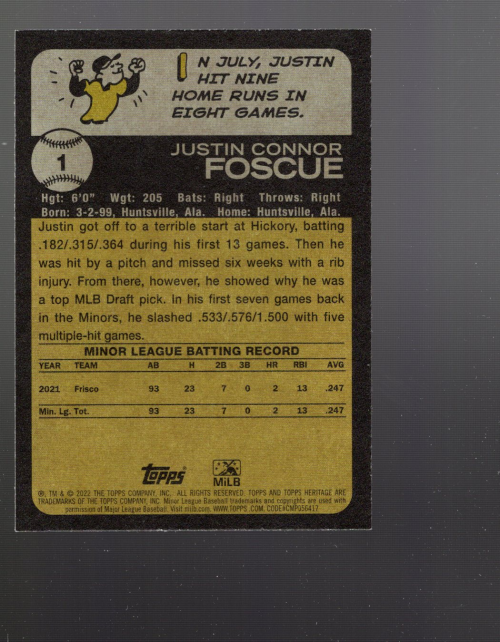 IN JULY, JUSTIN
HIT NINE
HOME RUNS IN
EIGHT GAMES.
1
JUSTIN CONNOR
FOSCUE
Hgt: 6'0" Wgt: 205 Bats: Right Throws: Right
Born: 3-2-99, Huntsville, Ala. Home: Huntsville, Ala.
Justin got off to a terrible start at Hickory, batting
.182/.315/.364 during his first 13 games. Then he
was hit by a pitch and missed six weeks with a rib
injury. From there, however, he showed why he was
a top MLB Draft pick. In his first seven games back
in the Minors, he slashed .533/.576/1.500 with five
multiple-hit games.
MINOR LEAGUE BATTING RECORD
YEAR TEAM AB H 2B 3B HR RBI AVG
2021 Frisco 93 23 7 0 2 13 .247
Min. Lg. Tot. 93 23 7 0 2 13 .247
Topps MiLB
®, TM & © 2022 THE TOPPS COMPANY, INC. ALL RIGHTS RESERVED. TOPPS AND TOPPS HERITAGE ARE
TRADEMARKS OF THE TOPPS COMPANY, INC. Minor League Baseball trademarks and copyrights are used with
permission of Major League Baseball. Visit milb.com. WWW.TOPPS.COM. CODE#CMP056417